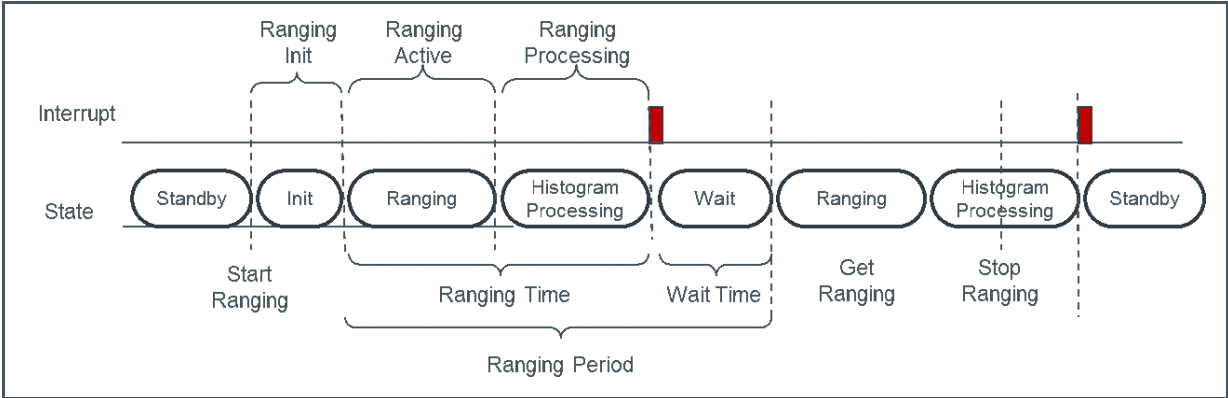 Ranging
Init
Ranging
Active
Ranging
Processing
Interrupt
State
Standby
Init
Ranging
Histogram
Processing
Wait
Ranging
Histogram
Processing
Standby
Start
Ranging
Ranging Time
Wait Time
Get
Ranging
Stop
Ranging
Ranging Period